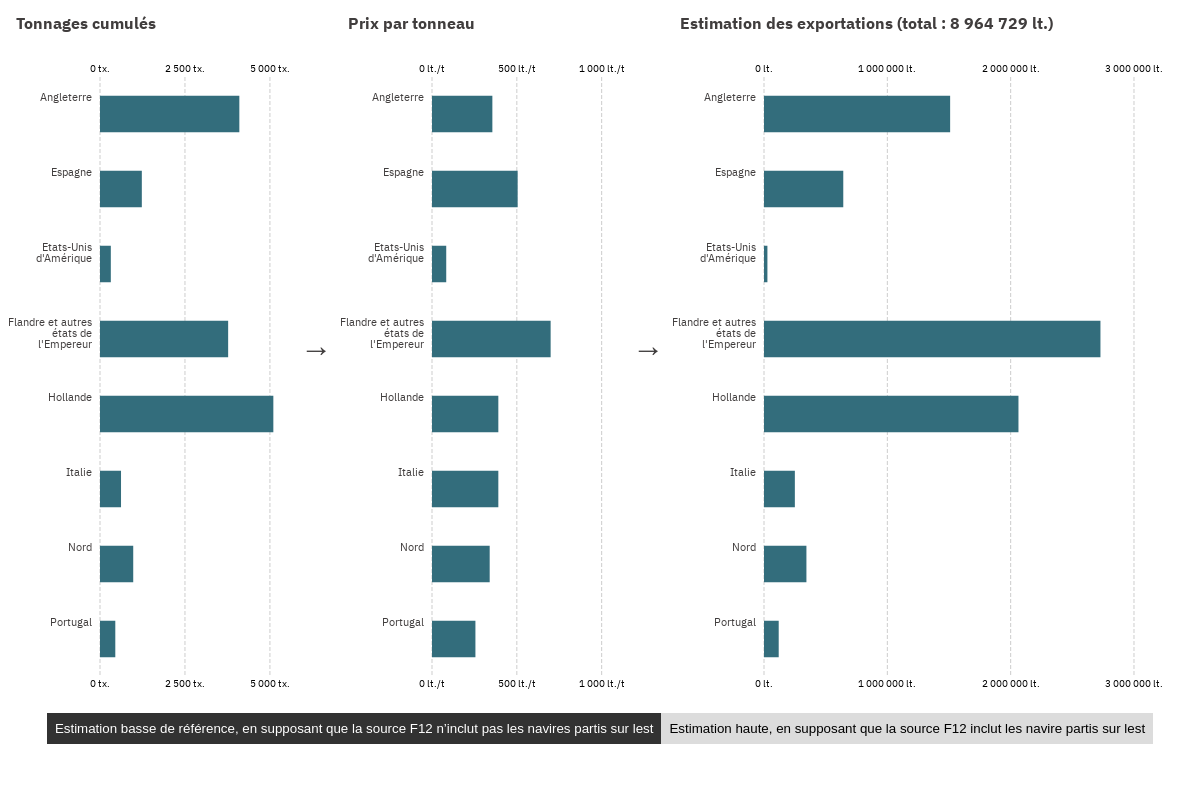 Tonnages cumulés
Prix par tonneau
Estimation des exportations (total : 8 964 729 lt.)
0 tx.
2 500 tx.
5 000 tx.
Angleterre
Espagne
Etats-Unis
d'Amérique
Flandre et autres
états de
l'Empereur
Hollande
Italie
Nord
Portugal
0 tx.
2 500 tx.
5 000 tx.
→
0 lt./t
500 lt./t
1 000 lt./t
Angleterre
Espagne
Etats-Unis
d'Amérique
Flandre et autres
états de
l'Empereur
Hollande
Italie
Nord
Portugal
0 lt./t
500 lt./t
1 000 lt./t
→
0 lt.
1 000 000 lt.
2 000 000 lt.
3 000 000 lt.
Angleterre
Espagne
Etats-Unis
d'Amérique
Flandre et autres
états de
l'Empereur
Hollande
Italie
Nord
Portugal
0 lt.
1 000 000 lt.
2 000 000 lt.
3 000 000 lt.
Estimation basse de référence, en supposant que la source F12 n'inclut pas les navires partis sur lest
Estimation haute, en supposant que la source F12 inclut les navire partis sur lest